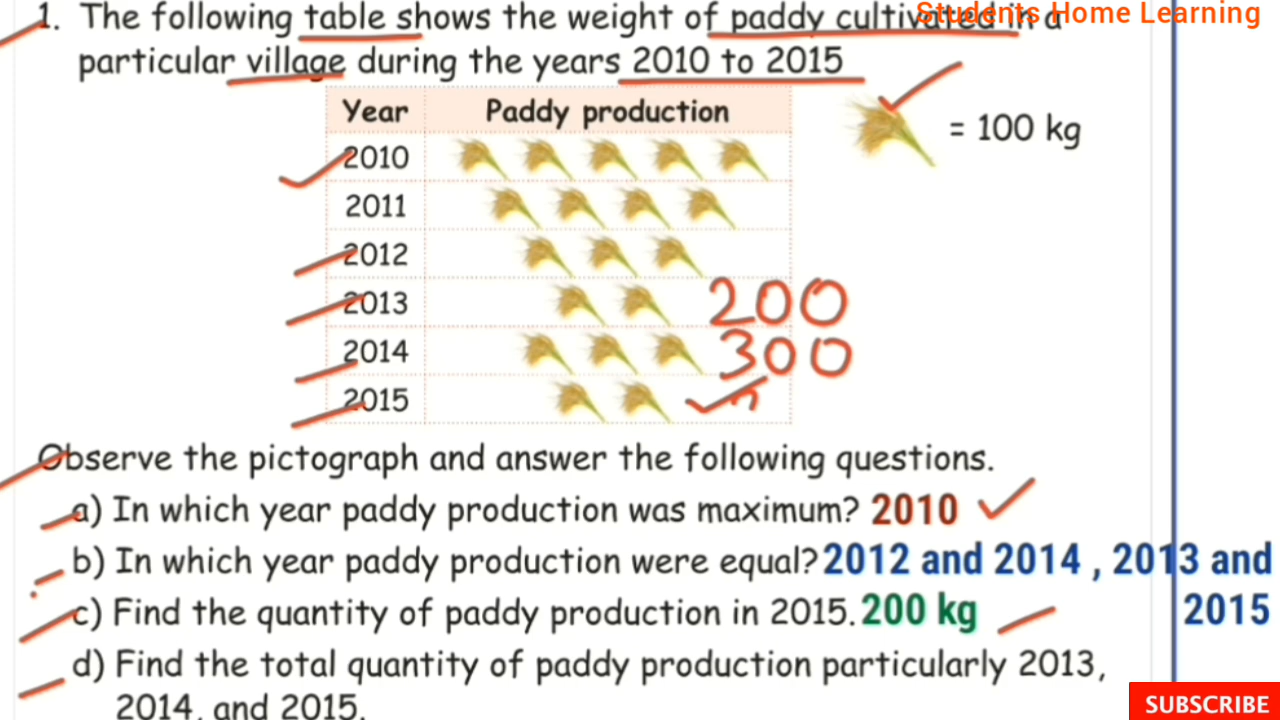 Students Home Learning
1. The following table shows the weight of paddy cultivated in a
particular village during the years 2010 to 2015
Year Paddy production
= 100 kg
2010
2011
2012
2013 200
2014 300
2015
Observe the pictograph and answer the following questions.
a) In which year paddy production was maximum? 2010
b) In which year paddy production were equal? 2012 and 2014 , 2013 and
2015
c) Find the quantity of paddy production in 2015. 200 kg
d) Find the total quantity of paddy production particularly 2013,
2014, and 2015.
SUBSCRIBE